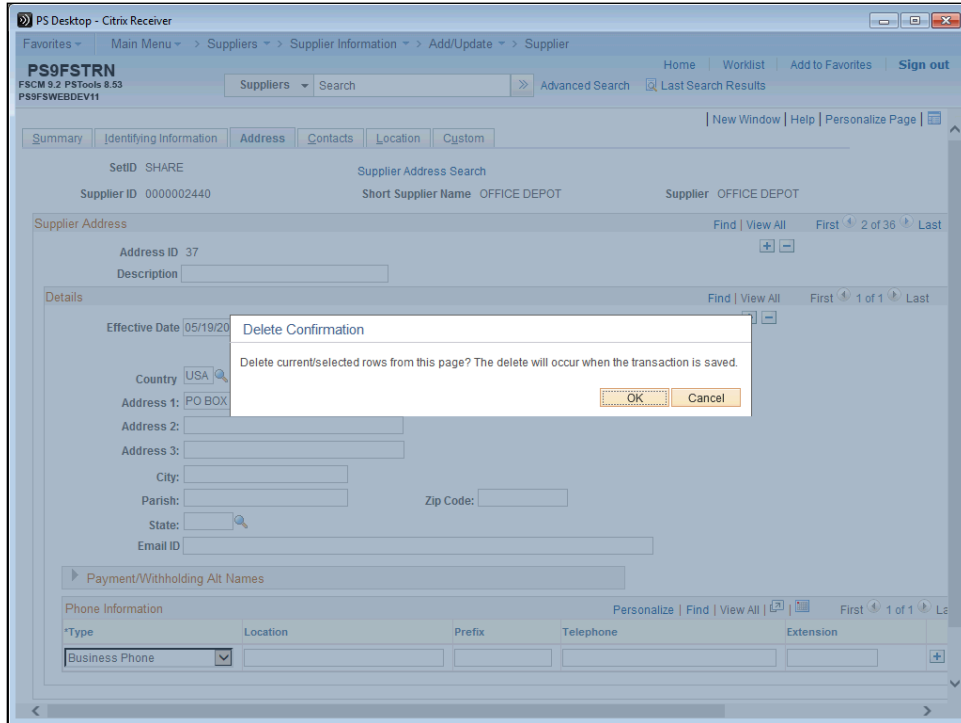 PS Desktop - Citrix Receiver
Favorites Main Menu > Suppliers > Supplier Information > Add/Update > Supplier
Home Worklist Add to Favorites Sign out
PS9FSTRN
FSCM 9.2 PSTools 8.53
PS9FSWEBDEV11
Suppliers Search » Advanced Search Last Search Results
New Window | Help | Personalize Page |
Summary Identifying Information Address Contacts Location Custom
SetID SHARE Supplier Address Search
Supplier ID 0000002440 Short Supplier Name OFFICE DEPOT Supplier OFFICE DEPOT
Supplier Address Find | View All First 2 of 36 Last
Address ID 37
Description
Details Find | View All First 1 of 1 Last
Effective Date 05/19/20
Delete Confirmation
Delete current/selected rows from this page? The delete will occur when the transaction is saved.
OK Cancel
Country USA
Address 1: PO BOX
Address 2:
Address 3:
City:
Parish: Zip Code:
State:
Email ID
Payment/Withholding Alt Names
Phone Information Personalize | Find | View All | | First 1 of 1 La
*Type Location Prefix Telephone Extension
Business Phone